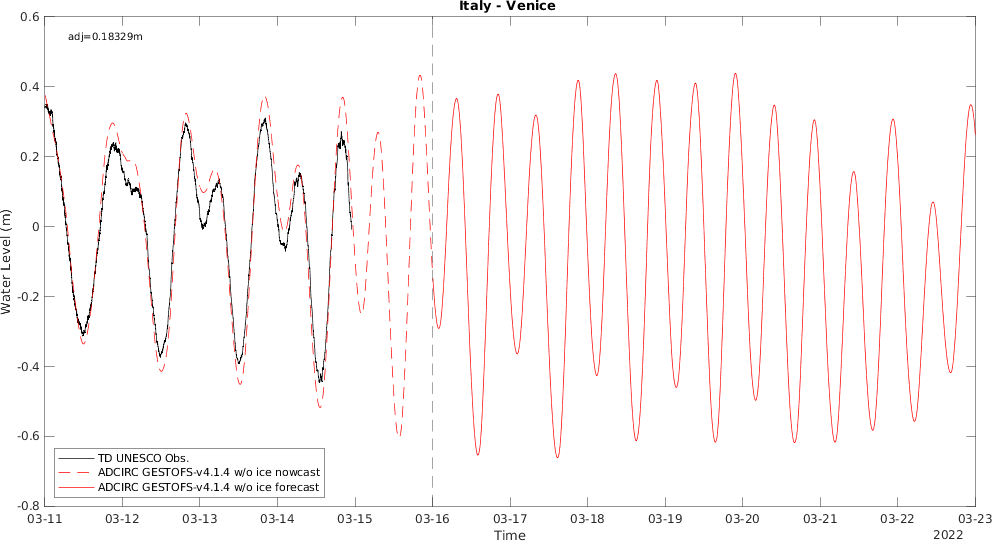 Italy - Venice
adj=0.18329m
0.6
0.4
0.2
0
-0.2
-0.4
-0.6
-0.8
Water Level (m)
TD UNESCO Obs.
ADCIRC GESTOFS-v4.1.4 w/o ice nowcast
ADCIRC GESTOFS-v4.1.4 w/o ice forecast
03-11 03-12 03-13 03-14 03-15 03-16 03-17 03-18 03-19 03-20 03-21 03-22 03-23
Time
2022